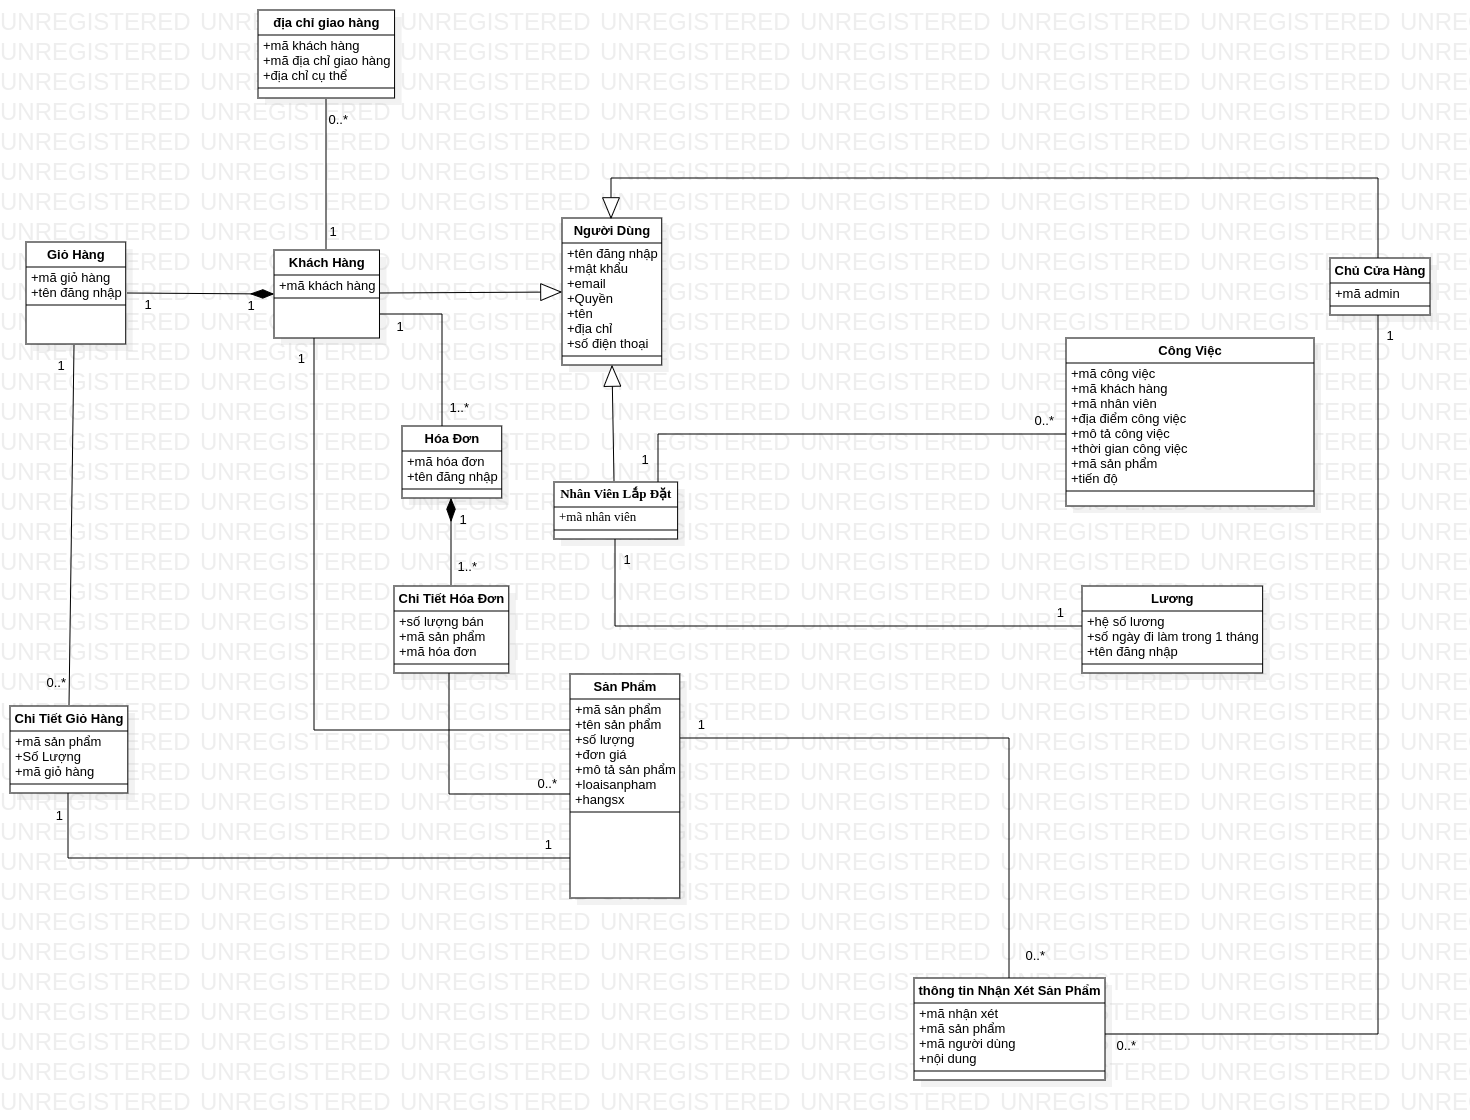 địa chỉ giao hàng
+mã khách hàng
+mã địa chỉ giao hàng
+địa chỉ cụ thể
0..*
1
Giỏ Hàng
+mã giỏ hàng
+tên đăng nhập
1
1
Khách Hàng
+mã khách hàng
1
1
1
Người Dùng
+tên đăng nhập
+mật khẩu
+email
+Quyền
+tên
+địa chỉ
+số điện thoại
Chủ Cửa Hàng
+mã admin
1
Công Việc
+mã công việc
+mã khách hàng
+mã nhân viên
+địa điểm công việc
+mô tả công việc
+thời gian công việc
+mã sản phẩm
+tiến độ
0..*
1
1..*
Hóa Đơn
+mã hóa đơn
+tên đăng nhập
1
1..*
Nhân Viên Lắp Đặt
+mã nhân viên
1
1
Lương
+hệ số lương
+số ngày đi làm trong 1 tháng
+tên đăng nhập
Chi Tiết Hóa Đơn
+số lượng bán
+mã sản phẩm
+mã hóa đơn
0..*
Chi Tiết Giỏ Hàng
+mã sản phẩm
+Số Lượng
+mã giỏ hàng
1
Sản Phẩm
+mã sản phẩm
+tên sản phẩm
+số lượng
+đơn giá
+mô tả sản phẩm
+loaisanpham
+hangsx
1
0..*
1
0..*
thông tin Nhận Xét Sản Phẩm
+mã nhận xét
+mã sản phẩm
+mã người dùng
+nội dung
0..*
UNREGISTERED